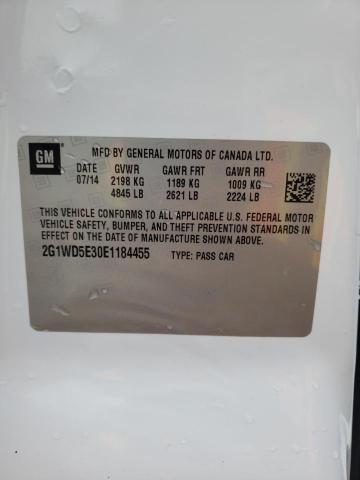 GM
MFD BY GENERAL MOTORS OF CANADA LTD.
DATE GVWR GAWR FRT GAWR RR
07/14 2198 KG 1189 KG 1009 KG
4845 LB 2621 LB 2224 LB
THIS VEHICLE CONFORMS TO ALL APPLICABLE U.S. FEDERAL MOTOR
VEHICLE SAFETY, BUMPER, AND THEFT PREVENTION STANDARDS IN
EFFECT ON THE DATE OF MANUFACTURE SHOWN ABOVE.
2G1WD5E30E1184455 TYPE: PASS CAR